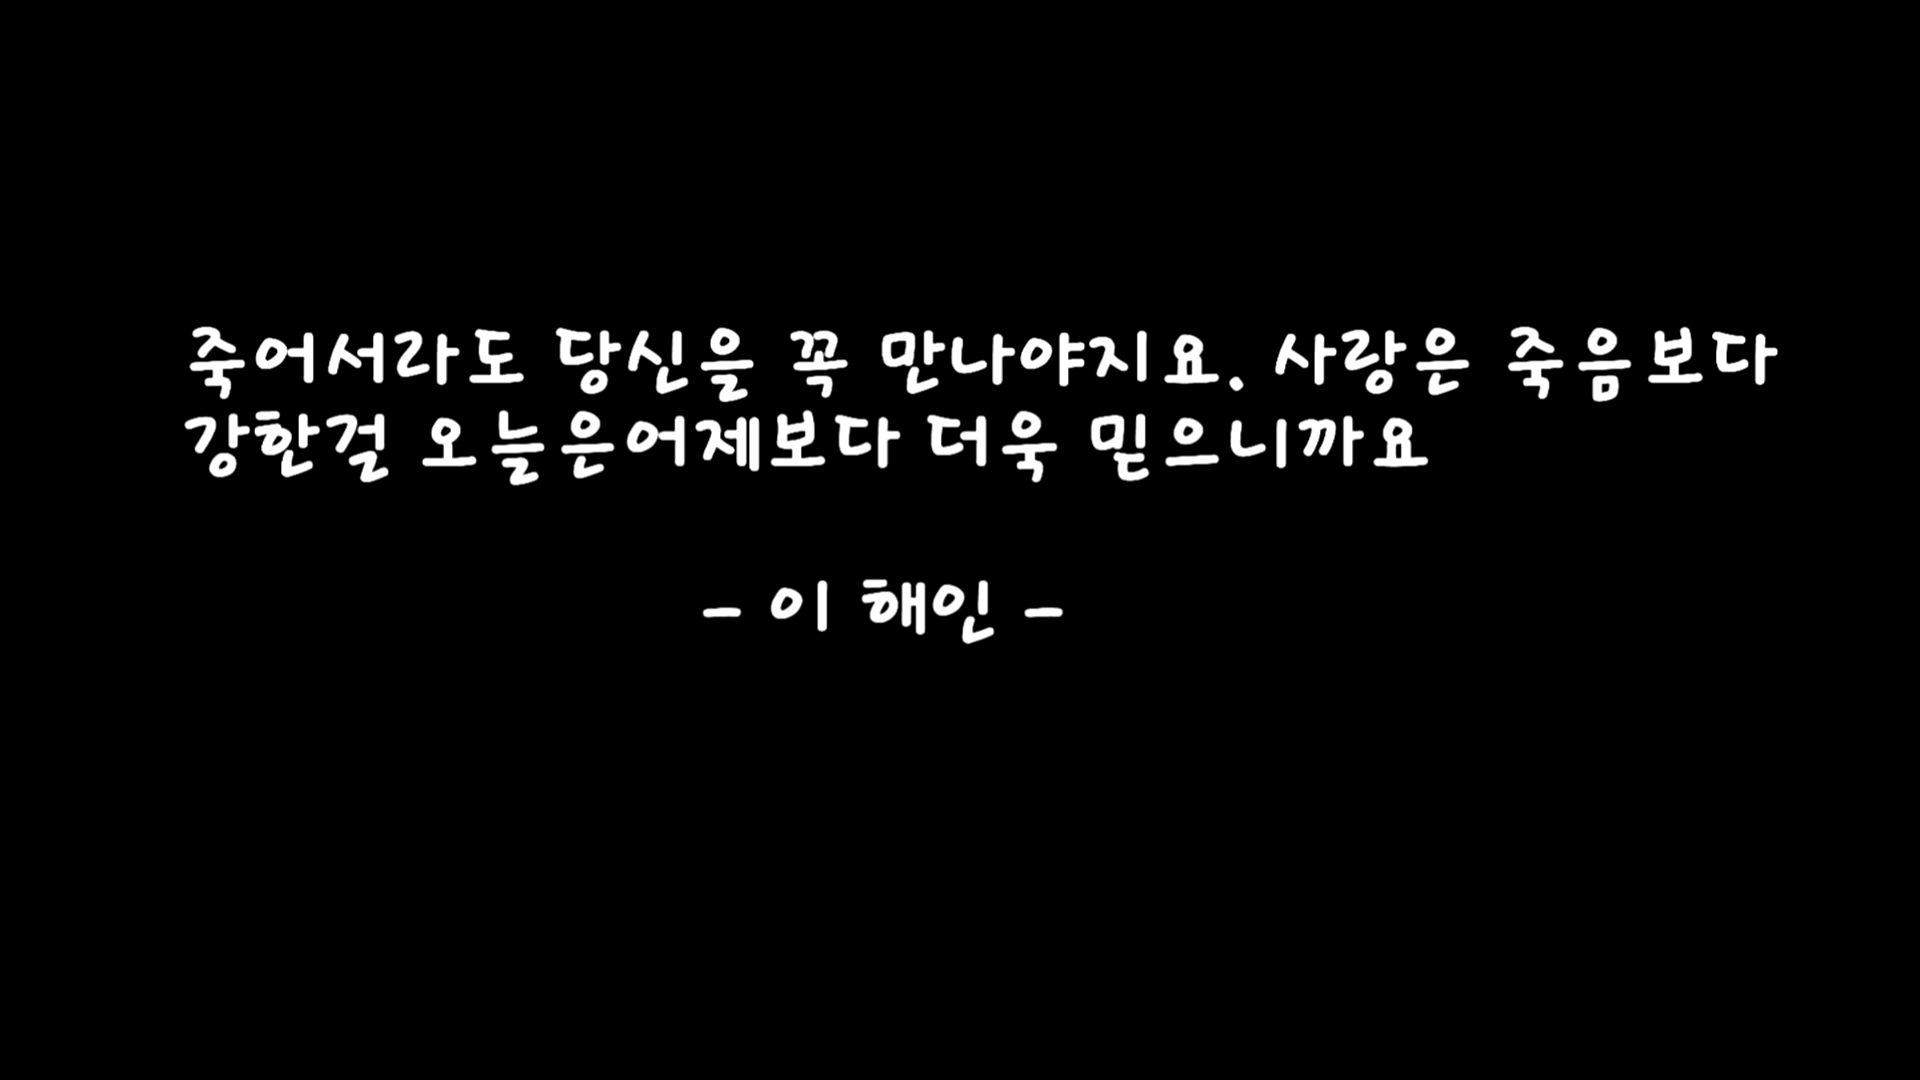 죽어서라도 당신을 꼭 만나야지요. 사랑은 죽음보다
강한걸 오늘은어제보다 더욱 믿으니까요
- 이 해인 -